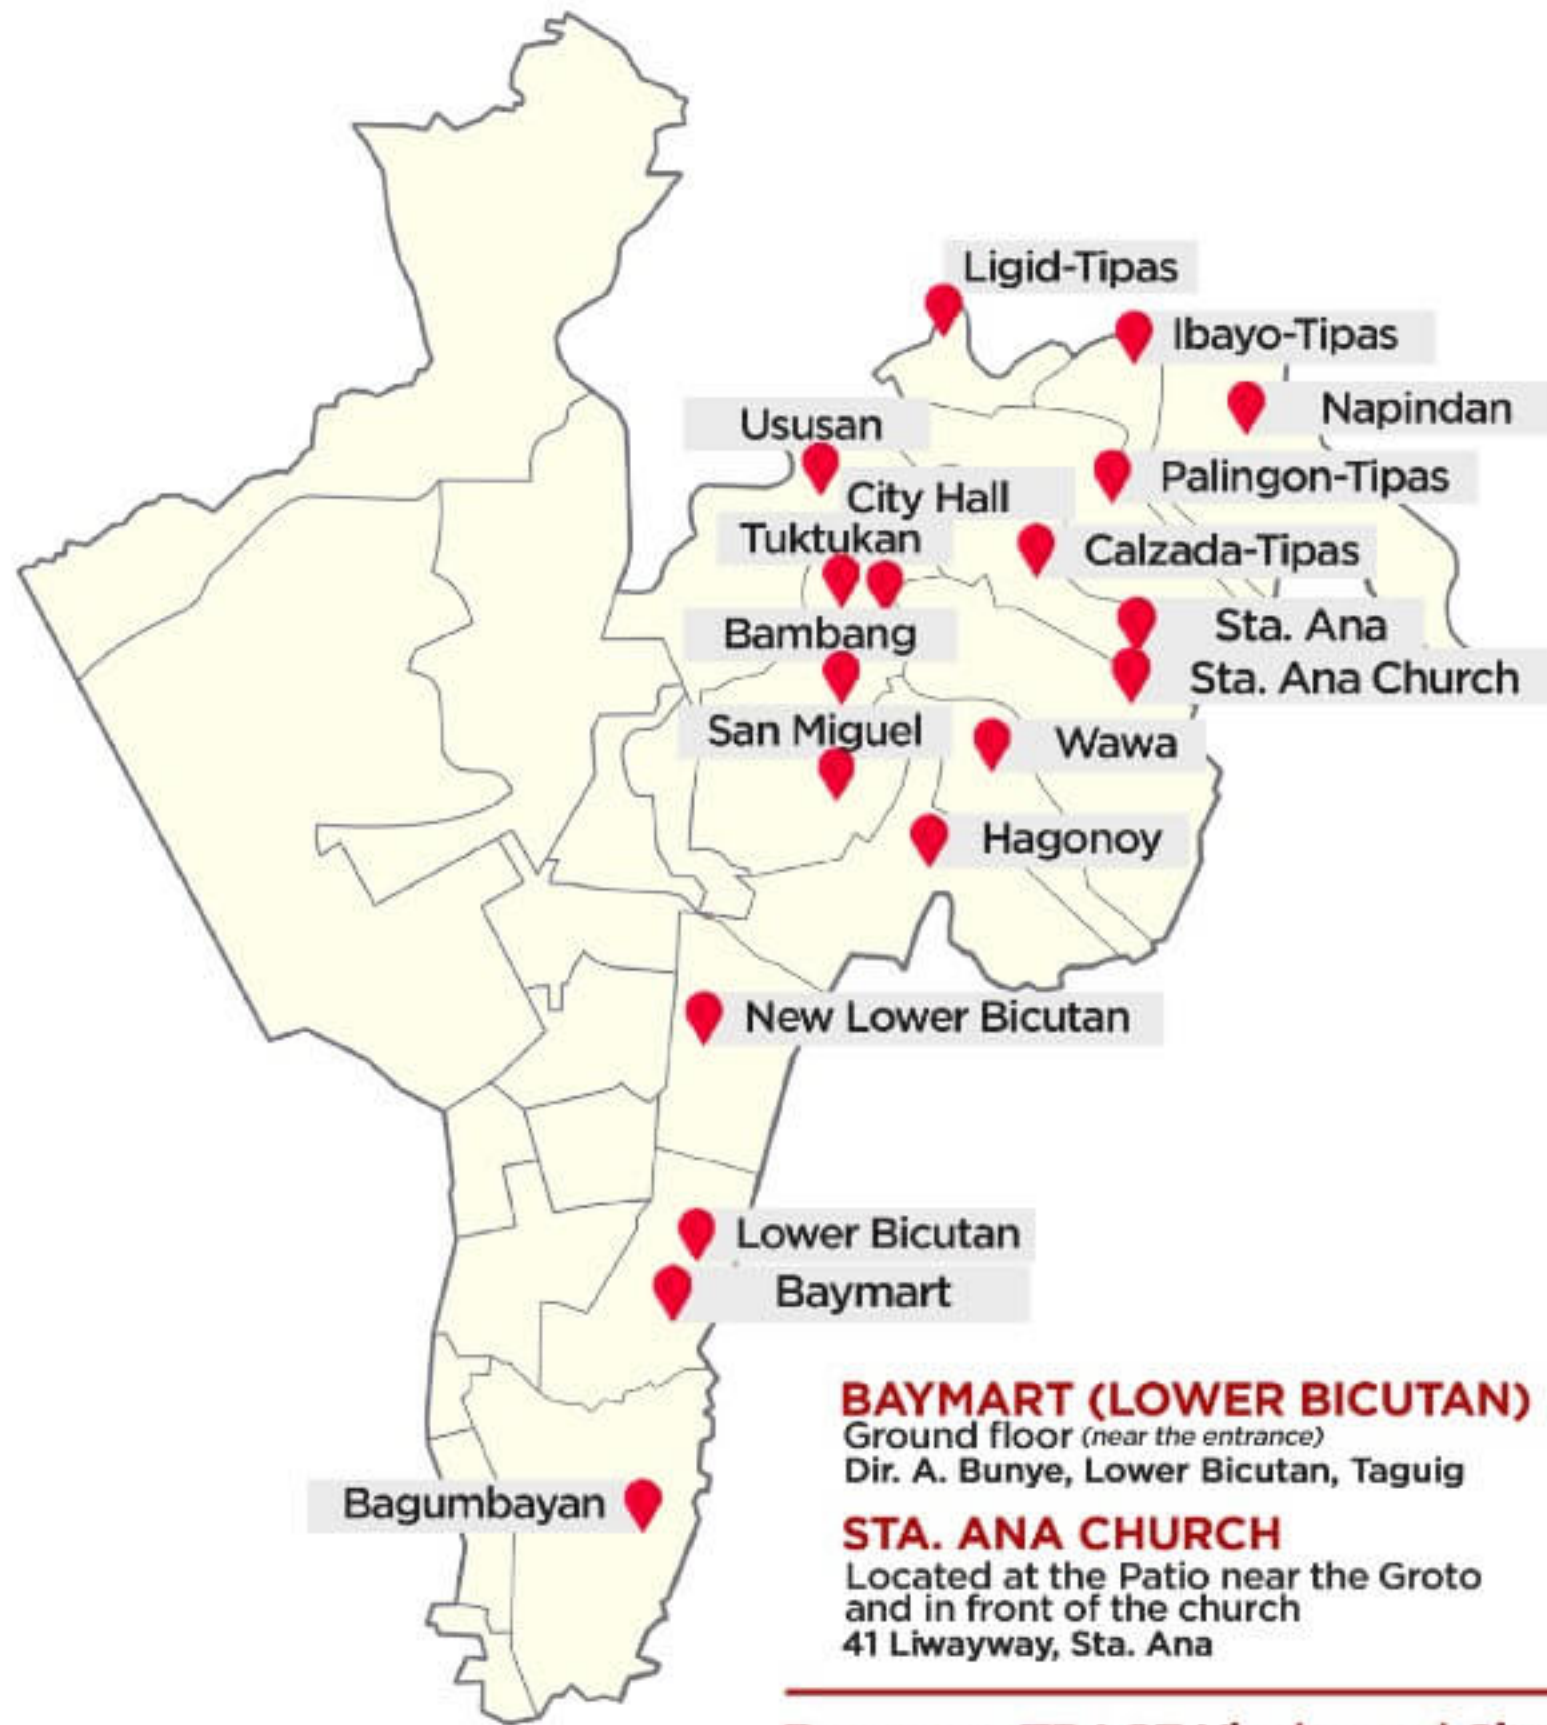 Ligid-Tipas
Ibayo-Tipas
Napindan
Ususan
Palingon-Tipas
City Hall
Tuktukan
Calzada-Tipas
Bambang
Sta. Ana
Sta. Ana Church
San Miguel
Wawa
Hagonoy
New Lower Bicutan
Lower Bicutan
Baymart
Bagumbayan
BAYMART (LOWER BICUTAN)
Ground floor (near the entrance)
Dir. A. Bunye, Lower Bicutan, Taguig
STA. ANA CHURCH
Located at the Patio near the Groto
and in front of the church
41 Liwayway, Sta. Ana